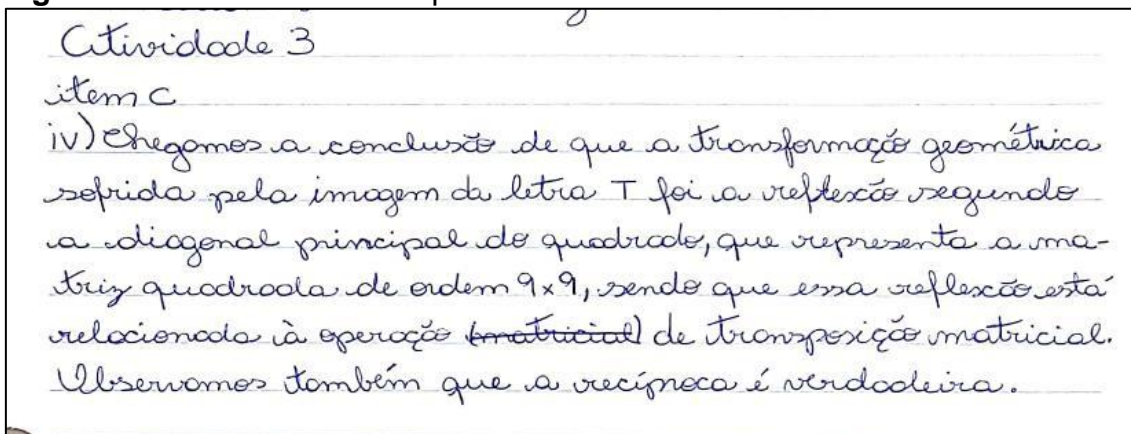 Atividade 3
item C
iv) Chegamos a conclusão de que a transformação geométrica
sofrida pela imagem da letra T foi a reflexão segundo
a diagonal principal do quadrado, que representa a ma-
triz quadrada de ordem 9x9, sendo que essa reflexão está
relacionada à operação (matricial) de transposição matricial.
Observamos também que a recíproca é verdadeira.